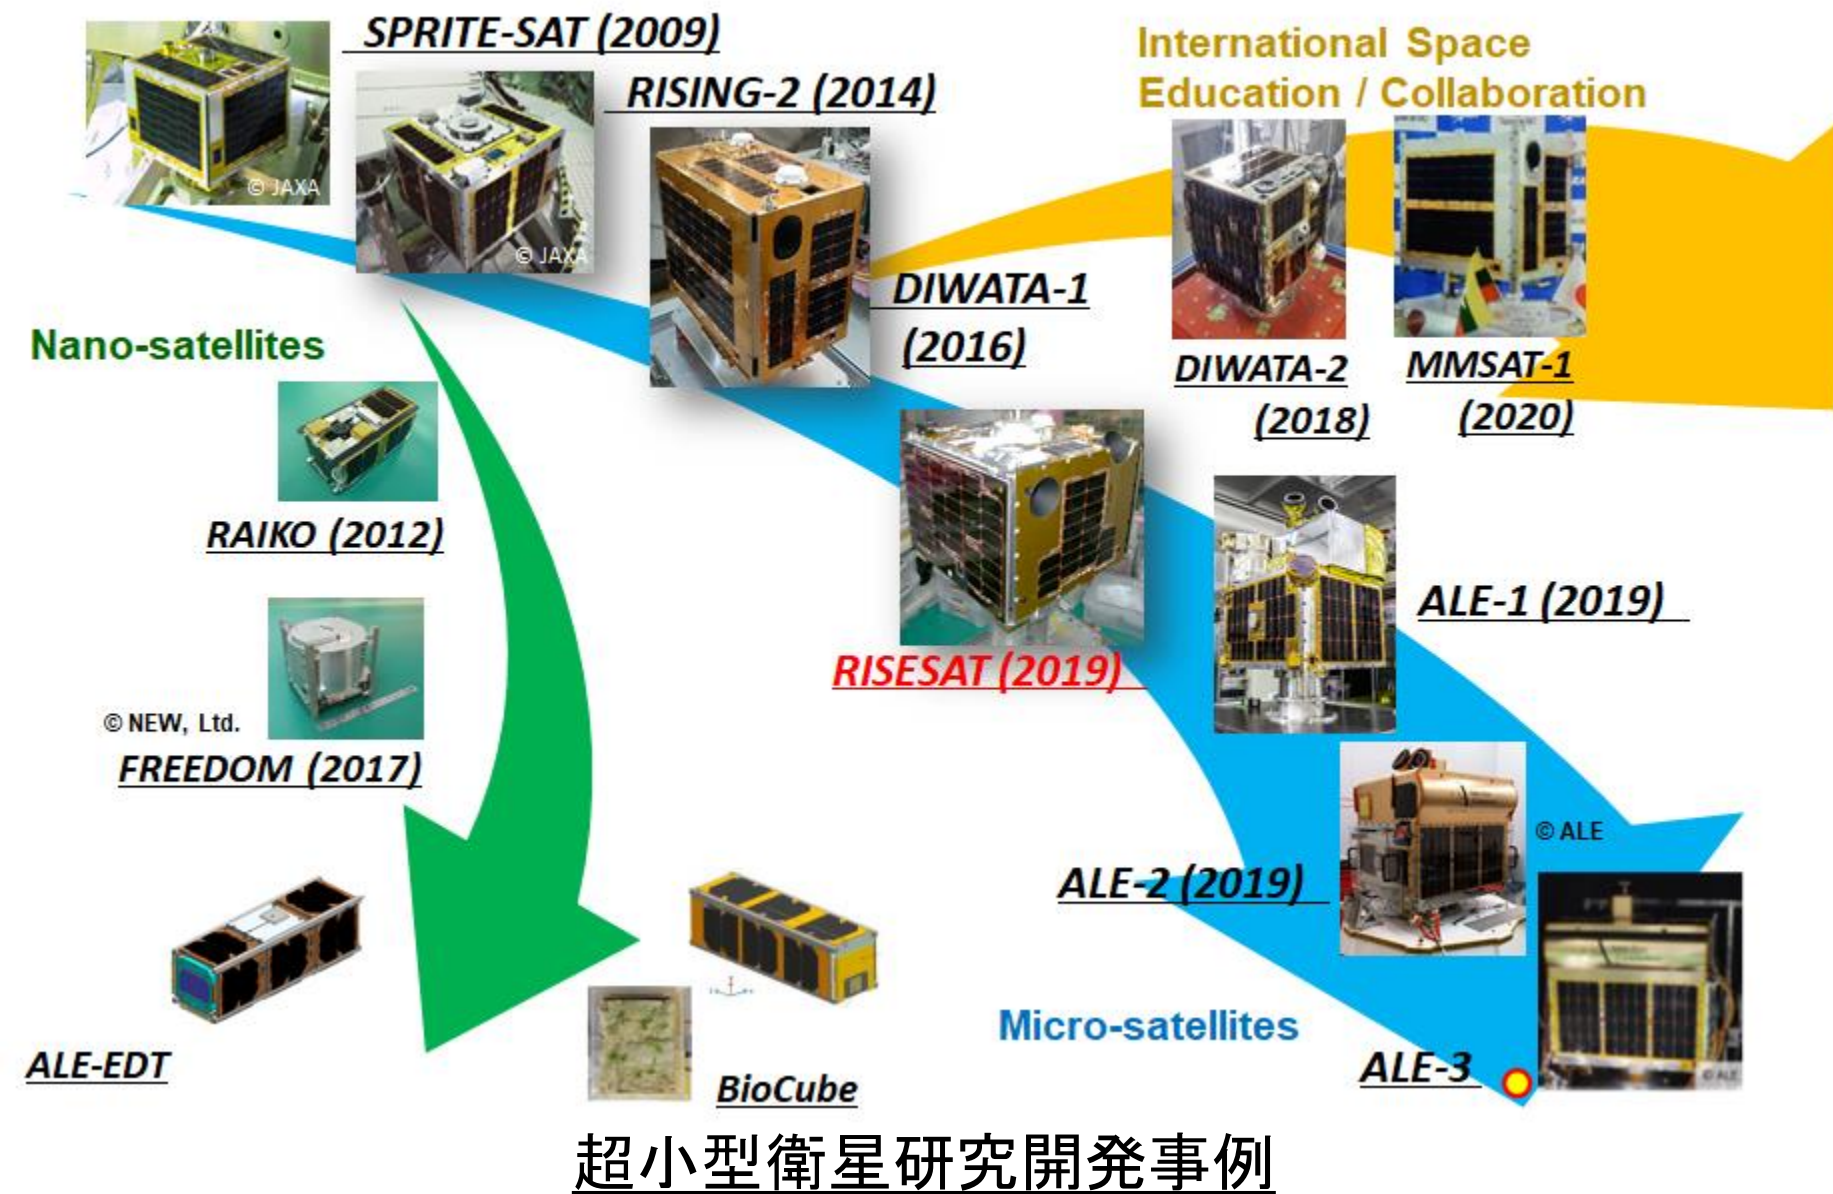 SPRITE-SAT (2009)
© JAXA
RISING-2 (2014)
© JAXA
International Space
Education / Collaboration
DIWATA-1
(2016)
DIWATA-2
(2018)
MMSAT-1
(2020)
Nano-satellites
RAIKO (2012)
© NEW, Ltd.
FREEDOM (2017)
RISESAT (2019)
ALE-1 (2019)
© ALE
ALE-2 (2019)
Micro-satellites
ALE-3
© ALE
ALE-EDT
BioCube
超小型衛星研究開発事例